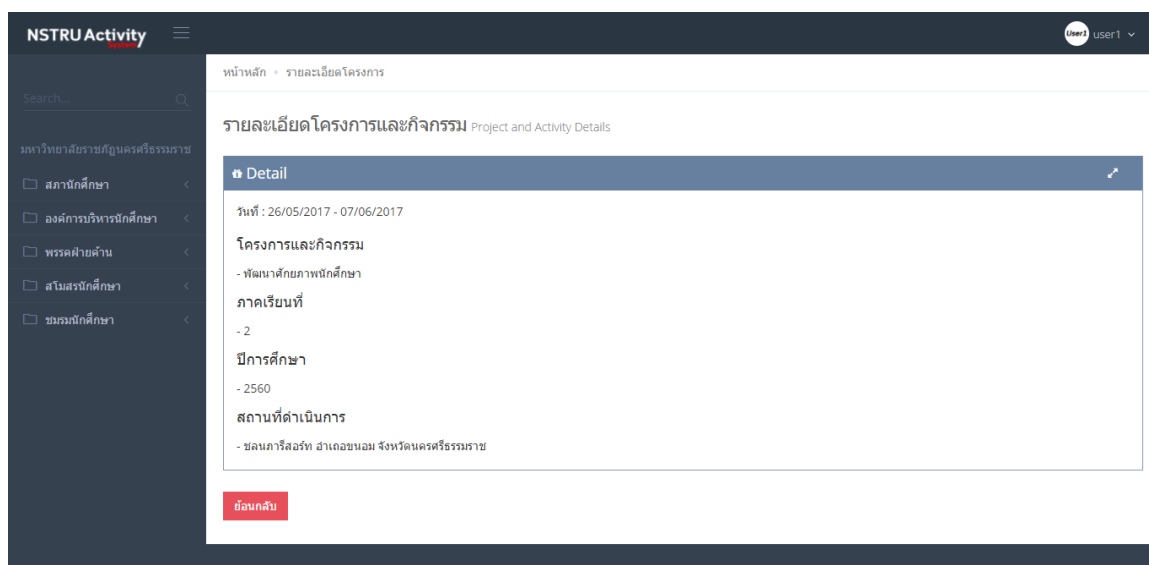 NSTRU Activity
System
User1 user1
หน้าหลัก รายละเอียดโครงการ
Search...
รายละเอียดโครงการและกิจกรรม Project and Activity Details
มหาวิทยาลัยราชภัฏนครศรีธรรมราช
สภานักศึกษา
องค์การบริหารนักศึกษา
พรรคฝ่ายค้าน
สโมสรนักศึกษา
ชมรมนักศึกษา
Detail
วันที่ : 26/05/2017 - 07/06/2017
โครงการและกิจกรรม
- พัฒนาศักยภาพนักศึกษา
ภาคเรียนที่
- 2
ปีการศึกษา
- 2560
สถานที่ดำเนินการ
- ชลนภารีสอร์ท อำเภอขนอม จังหวัดนครศรีธรรมราช
ย้อนกลับ